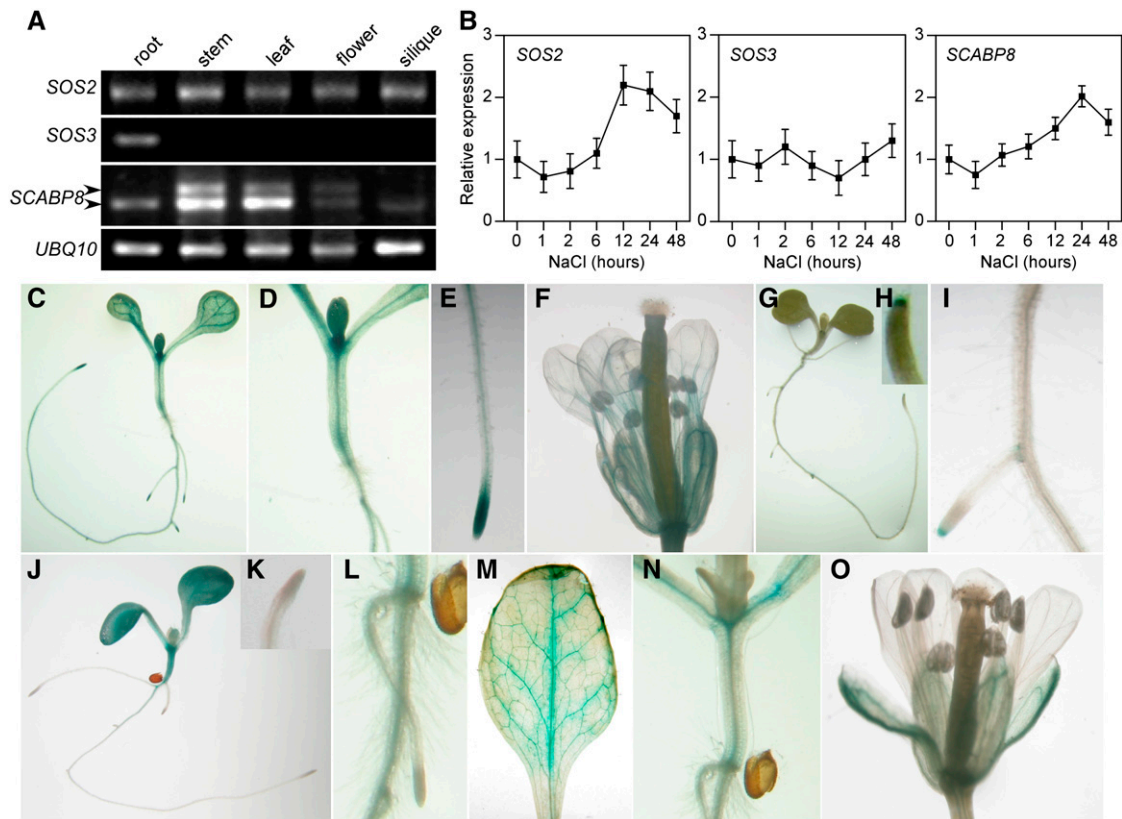 A
root stem leaf flower silique
SOS2
SOS3
SCABP8
UBQ10
B
Relative expression
3
2
1
0
SOS2
0 1 2 6 12 24 48
NaCl (hours)
3
2
1
0
SOS3
0 1 2 6 12 24 48
NaCl (hours)
3
2
1
0
SCABP8
0 1 2 6 12 24 48
NaCl (hours)
C
D
E
F
G
H
I
J
K
L
M
N
O